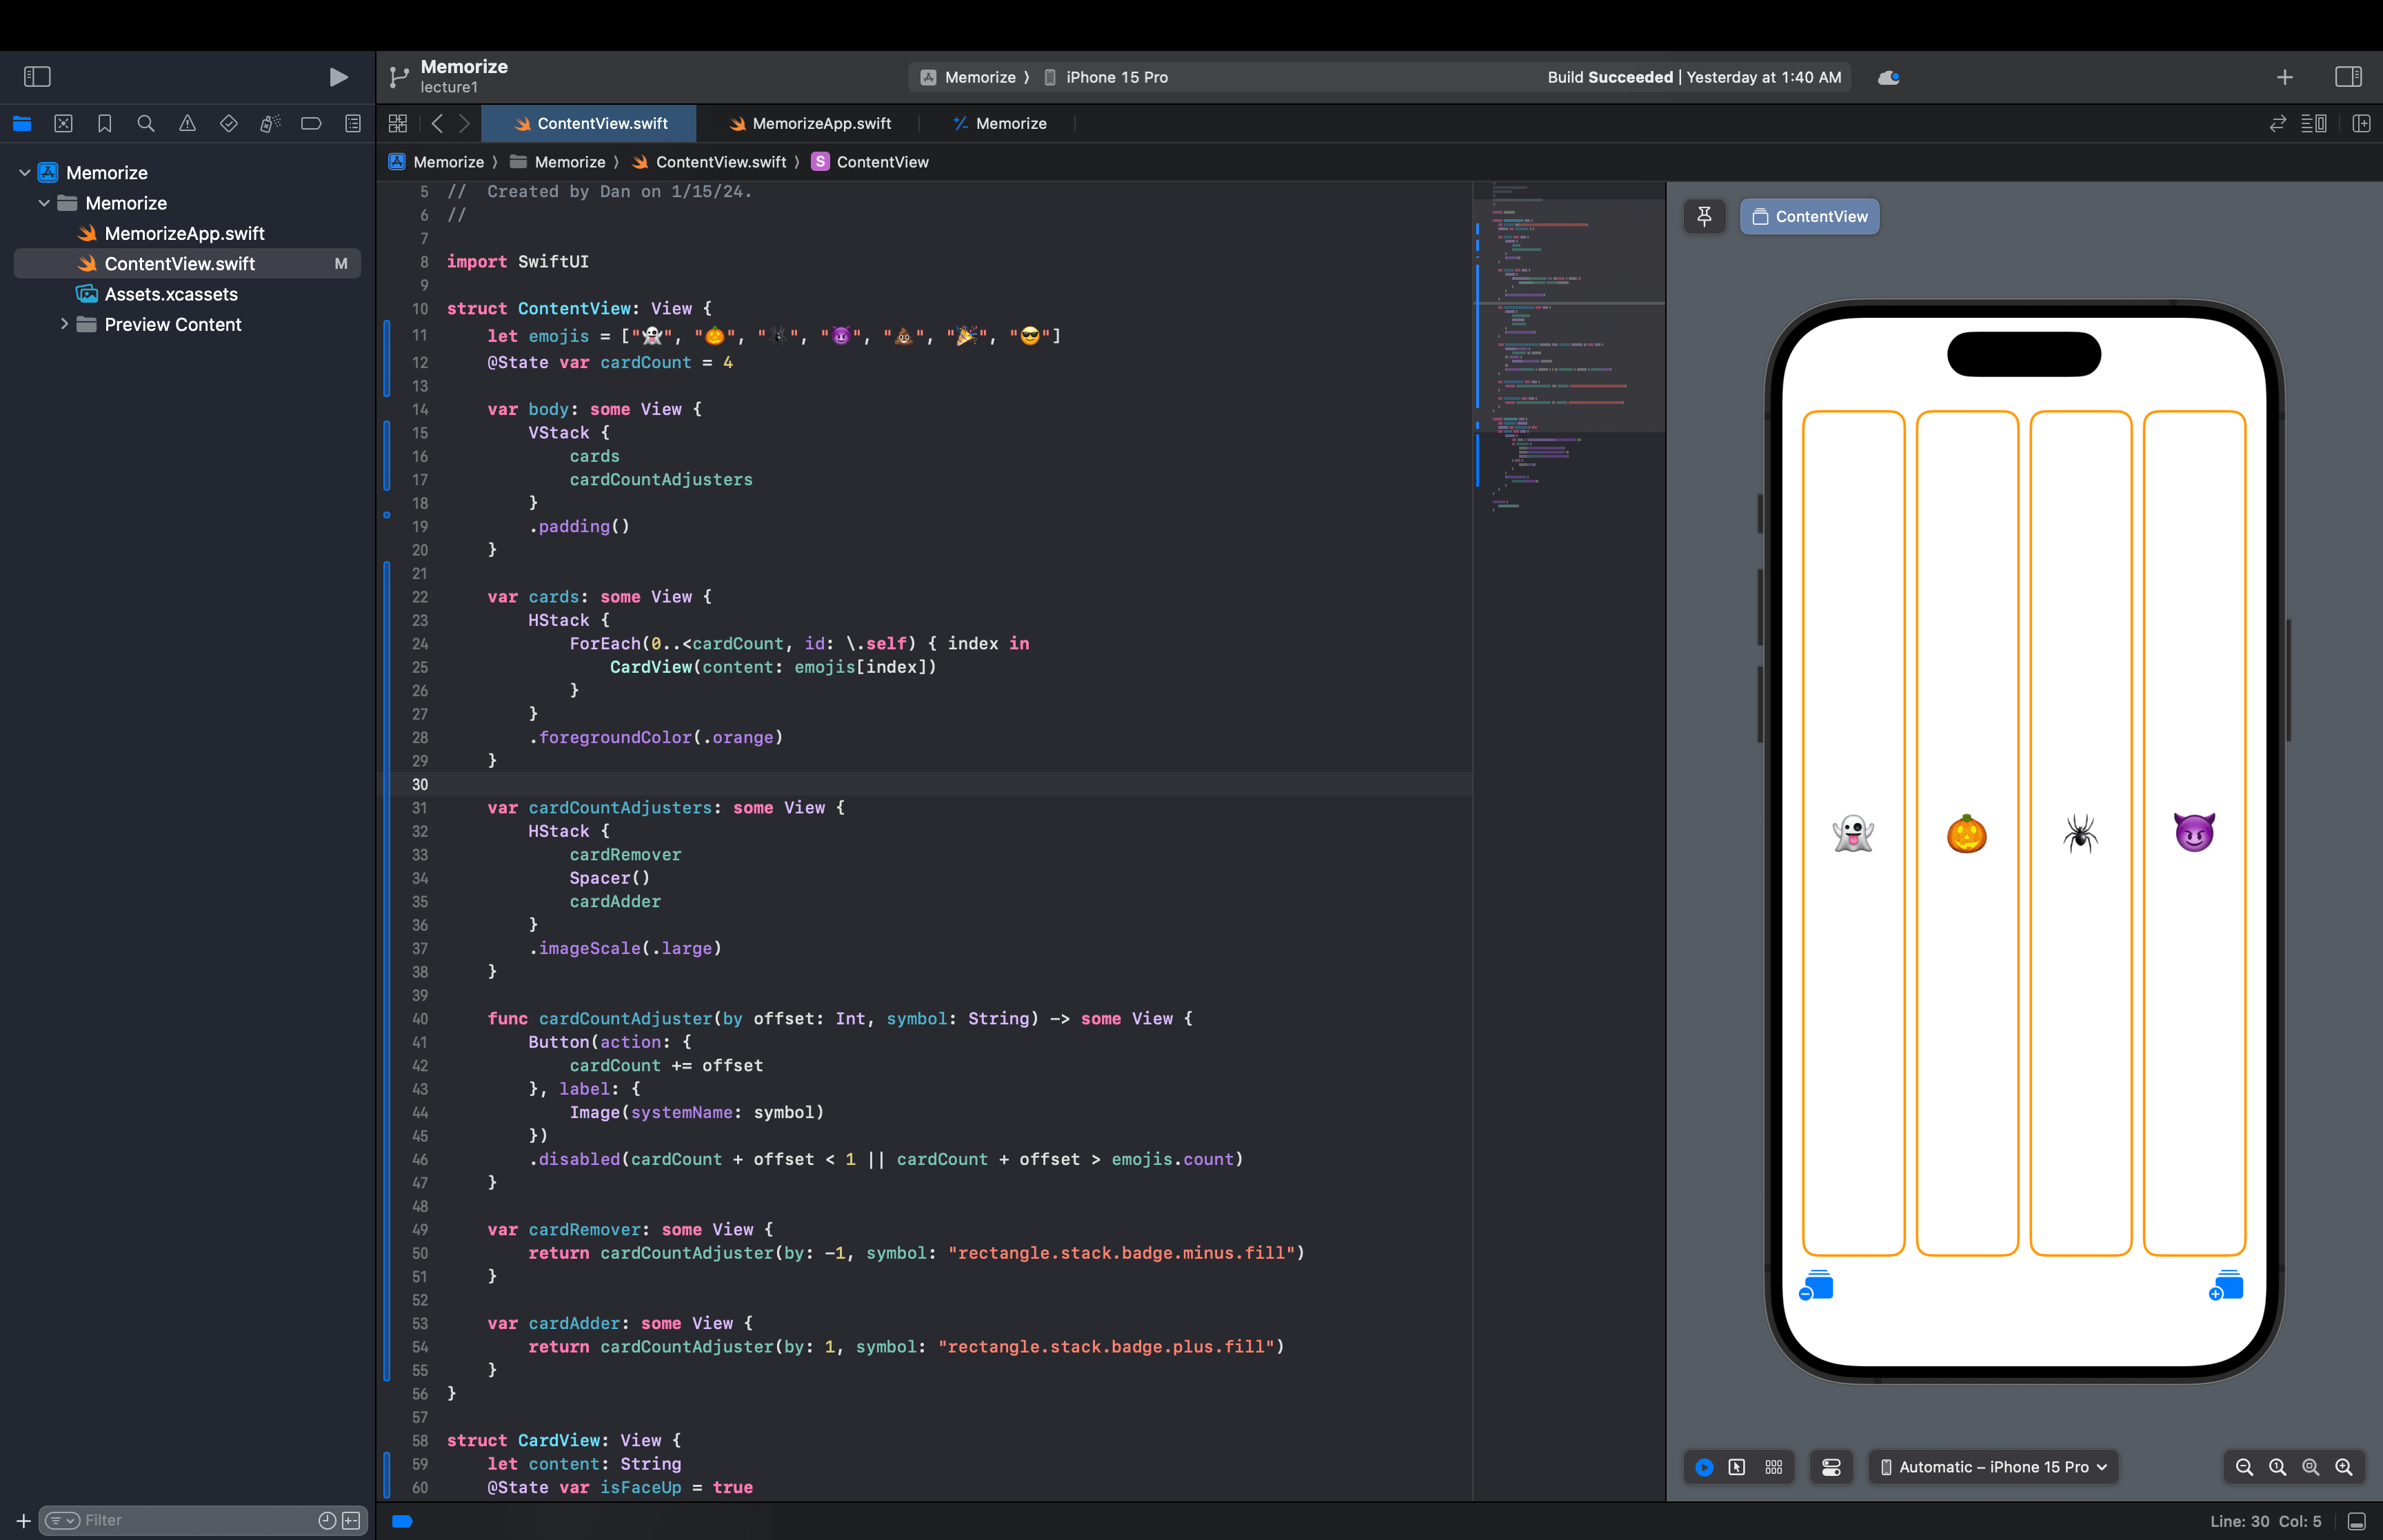 Memorize
lecture1
Memorize 〉 iPhone 15 Pro
Build Succeeded | Yesterday at 1:40 AM
ContentView.swift
MemorizeApp.swift
Memorize
Memorize 〉 Memorize 〉 ContentView.swift 〉 S ContentView
Memorize
Memorize
MemorizeApp.swift
ContentView.swift M
Assets.xcassets
Preview Content
5 //  Created by Dan on 1/15/24.
6 //
7
8 import SwiftUI
9
10 struct ContentView: View {
11     let emojis = ["👻", "🎃", "🕷️", "😈", "💩", "🎉", "😎"]
12     @State var cardCount = 4
13
14     var body: some View {
15         VStack {
16             cards
17             cardCountAdjusters
18         }
19         .padding()
20     }
21
22     var cards: some View {
23         HStack {
24             ForEach(0..<cardCount, id: \.self) { index in
25                 CardView(content: emojis[index])
26             }
27         }
28         .foregroundColor(.orange)
29     }
30
31     var cardCountAdjusters: some View {
32         HStack {
33             cardRemover
34             Spacer()
35             cardAdder
36         }
37         .imageScale(.large)
38     }
39
40     func cardCountAdjuster(by offset: Int, symbol: String) -> some View {
41         Button(action: {
42             cardCount += offset
43         }, label: {
44             Image(systemName: symbol)
45         })
46         .disabled(cardCount + offset < 1 || cardCount + offset > emojis.count)
47     }
48
49     var cardRemover: some View {
50         return cardCountAdjuster(by: -1, symbol: "rectangle.stack.badge.minus.fill")
51     }
52
53     var cardAdder: some View {
54         return cardCountAdjuster(by: 1, symbol: "rectangle.stack.badge.plus.fill")
55     }
56 }
57
58 struct CardView: View {
59     let content: String
60     @State var isFaceUp = true
ContentView
👻 🎃 🕷️ 😈
Automatic – iPhone 15 Pro
Filter
Line: 30 Col: 5